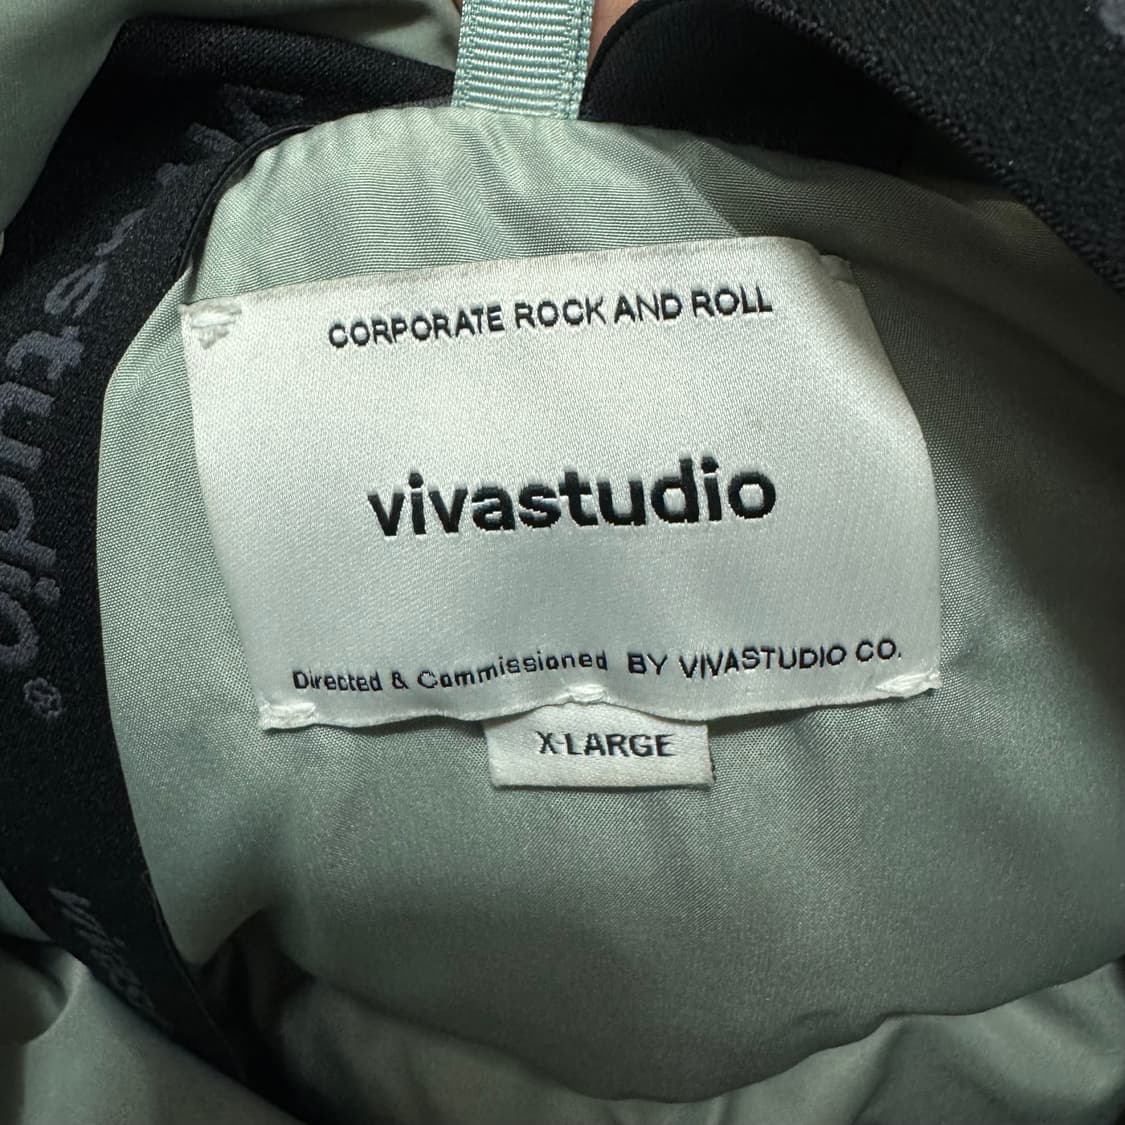 CORPORATE ROCK AND ROLL
vivastudio
Directed & Commissioned BY VIVASTUDIO CO.
X-LARGE
vivastudio®